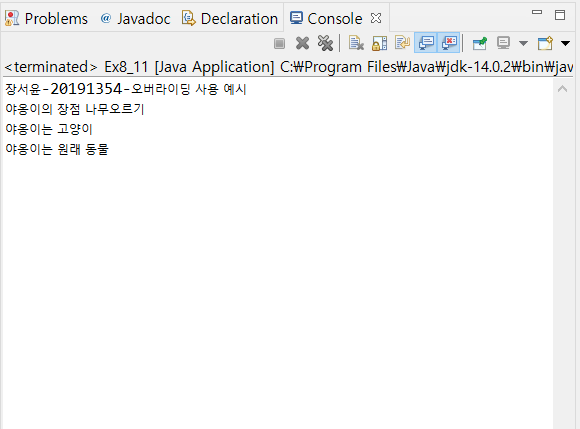 Problems @ Javadoc Declaration Console
<terminated> Ex8_11 [Java Application] C:₩Program Files₩Java₩jdk-14.0.2₩bin₩jav
장서윤-20191354-오버라이딩 사용 예시
야옹이의 장점 나무오르기
야옹이는 고양이
야옹이는 원래 동물